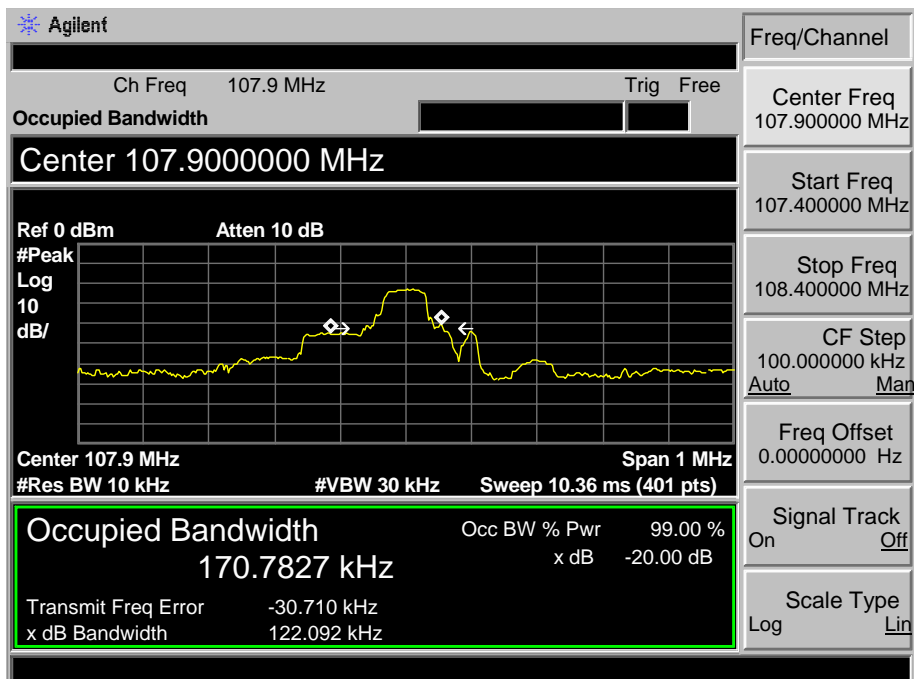 Agilent
Freq/Channel
Ch Freq 107.9 MHz Trig Free
Occupied Bandwidth
Center 107.9000000 MHz
Ref 0 dBm Atten 10 dB
#Peak
Log
10
dB/
Center 107.9 MHz Span 1 MHz
#Res BW 10 kHz #VBW 30 kHz Sweep 10.36 ms (401 pts)
Occupied Bandwidth
170.7827 kHz
Occ BW % Pwr 99.00 %
x dB -20.00 dB
Transmit Freq Error -30.710 kHz
x dB Bandwidth 122.092 kHz
Center Freq
107.900000 MHz
Start Freq
107.400000 MHz
Stop Freq
108.400000 MHz
CF Step
100.000000 kHz
Auto Man
Freq Offset
0.00000000 Hz
Signal Track
On Off
Scale Type
Log Lin